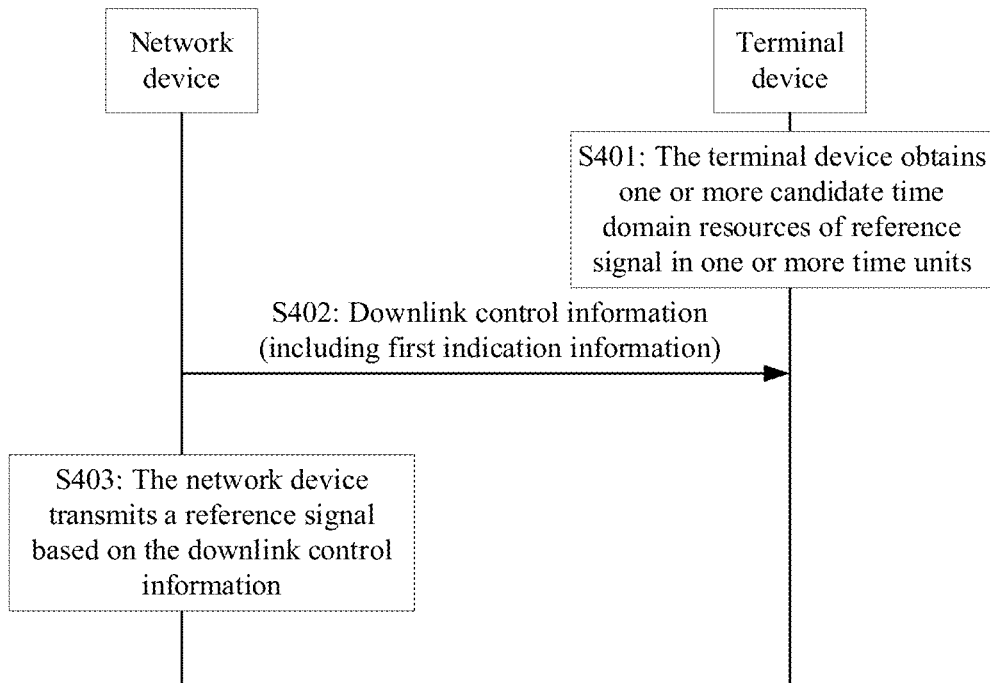 Network
device
Terminal
device
S401: The terminal device obtains
one or more candidate time
domain resources of reference
signal in one or more time units
S402: Downlink control information
(including first indication information)
S403: The network device
transmits a reference signal
based on the downlink control
information